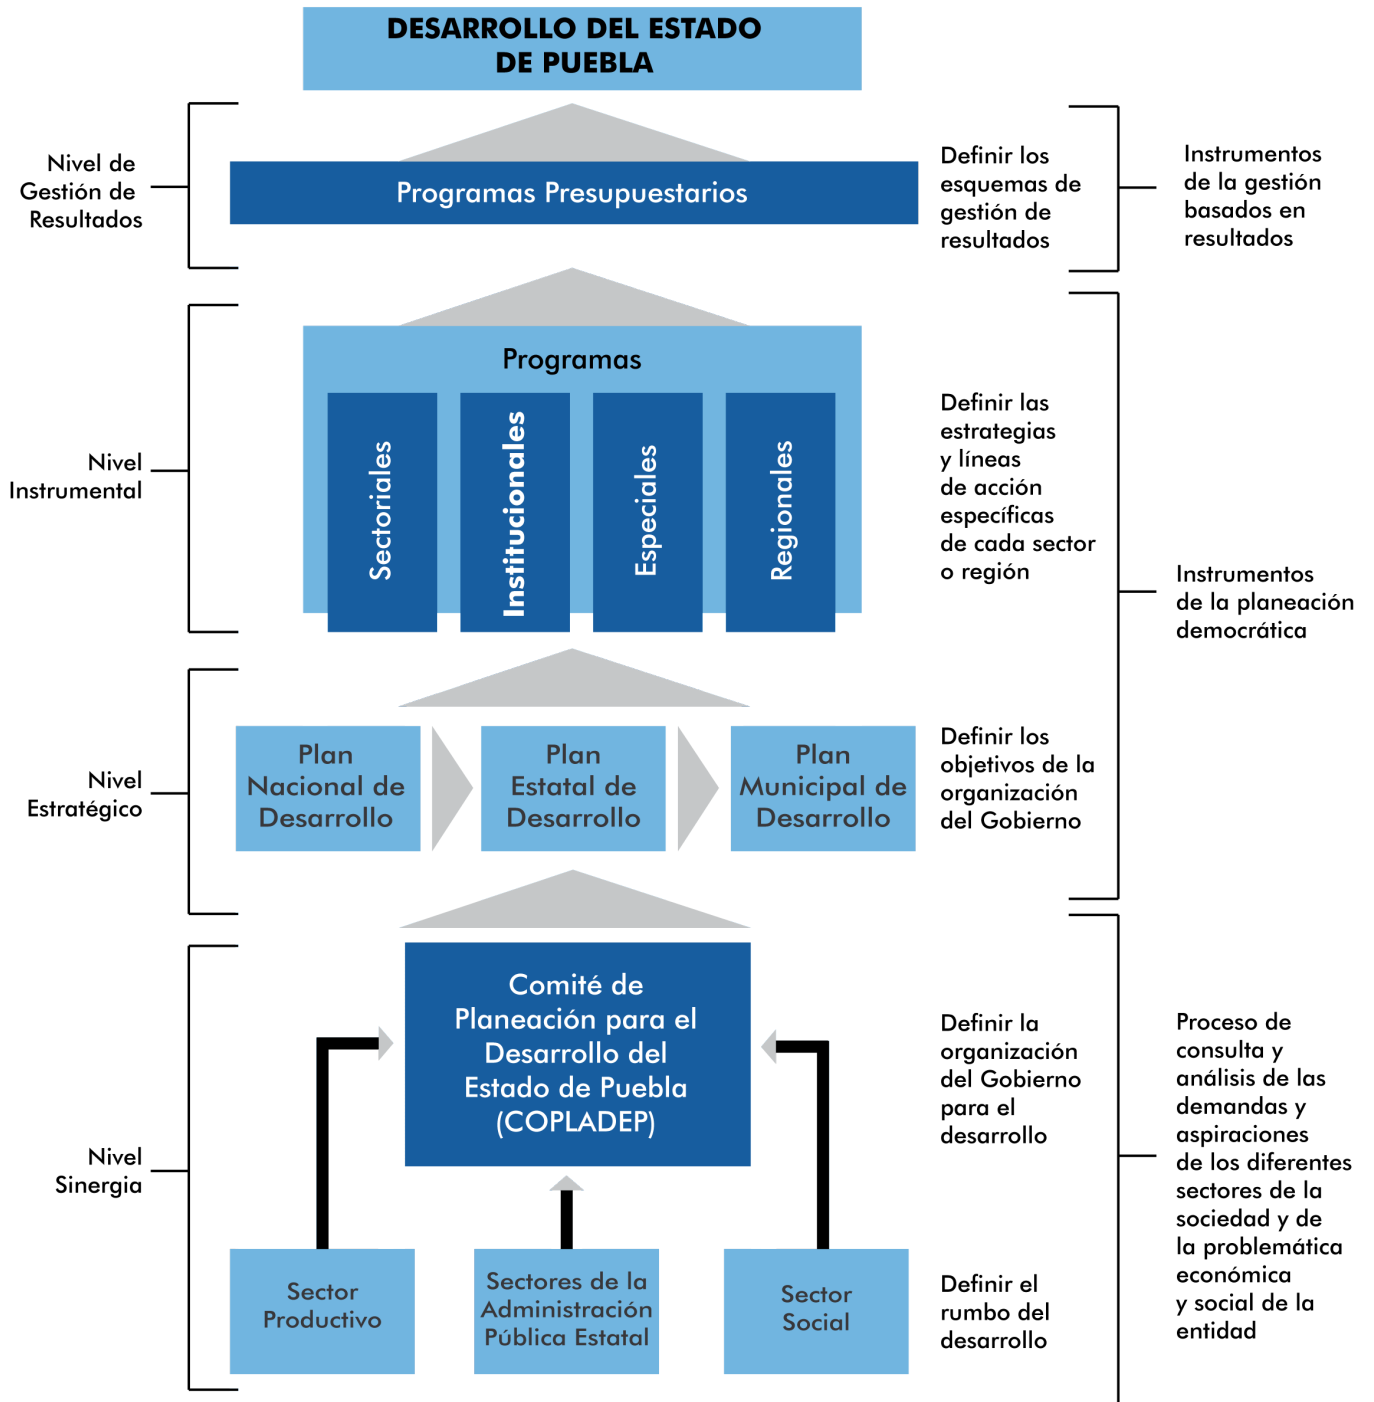 DESARROLLO DEL ESTADO
DE PUEBLA
Nivel de
Gestión de
Resultados
Programas Presupuestarios
Definir los
esquemas de
gestión de
resultados
Instrumentos
de la gestión
basados en
resultados
Nivel
Instrumental
Programas
Sectoriales
Institucionales
Especiales
Regionales
Definir las
estrategias
y líneas
de acción
específicas
de cada sector
o región
Instrumentos
de la planeación
democrática
Nivel
Estratégico
Plan
Nacional de
Desarrollo
Plan
Estatal de
Desarrollo
Plan
Municipal de
Desarrollo
Definir los
objetivos de la
organización
del Gobierno
Nivel
Sinergia
Comité de
Planeación para el
Desarrollo del
Estado de Puebla
(COPLADEP)
Definir la
organización
del Gobierno
para el
desarrollo
Proceso de
consulta y
análisis de las
demandas y
aspiraciones
de los diferentes
sectores de la
sociedad y de
la problemática
económica
y social de la
entidad
Sector
Productivo
Sectores de la
Administración
Pública Estatal
Sector
Social
Definir el
rumbo del
desarrollo